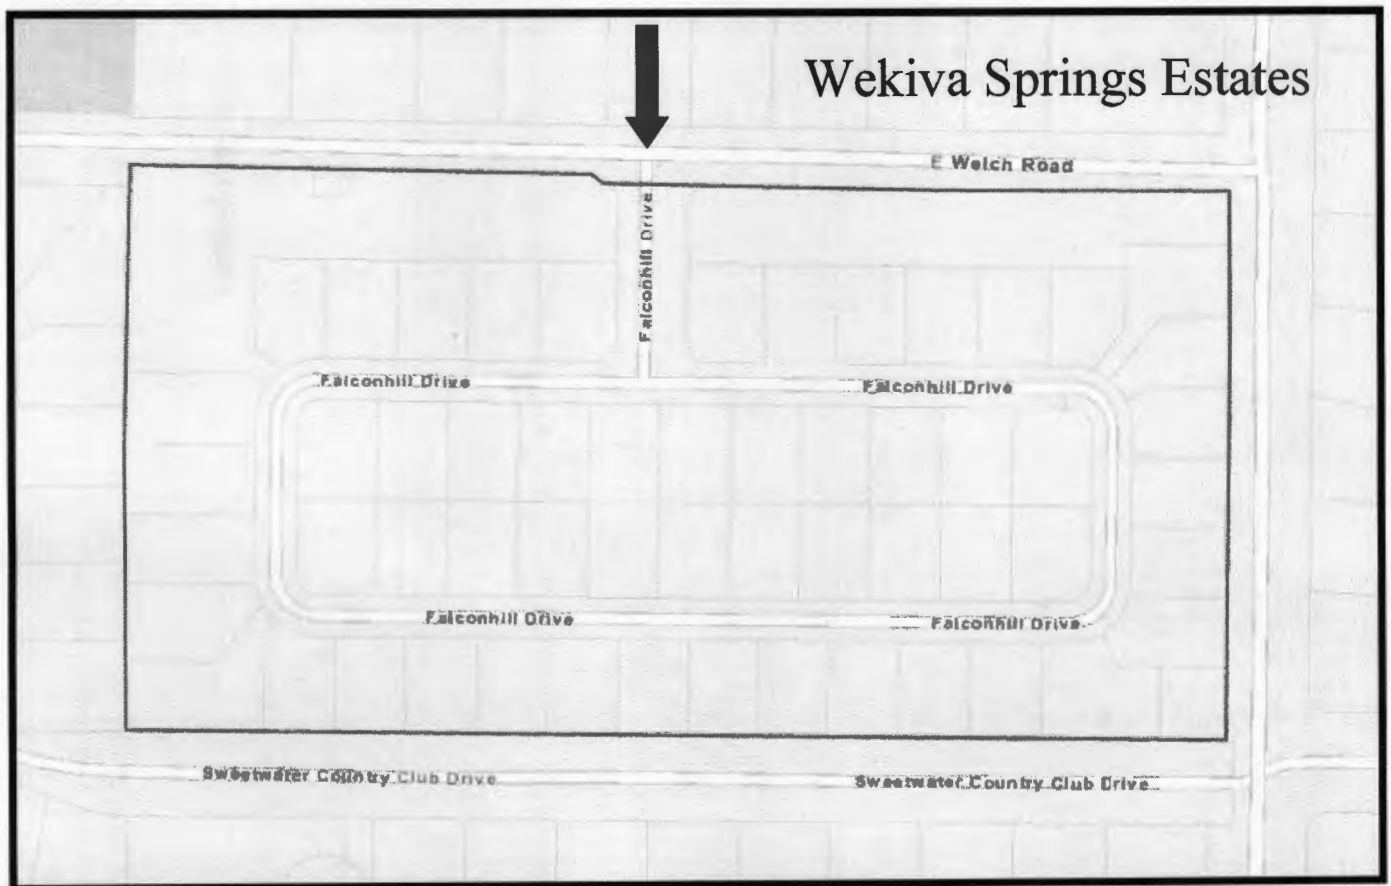 Wekiva Springs Estates
E Welch Road
Falconhill Drive
Falconhill Drive
Falconhill Drive
Falconhill Drive
Falconhill Drive
Sweetwater Country Club Drive
Sweetwater Country Club Drive